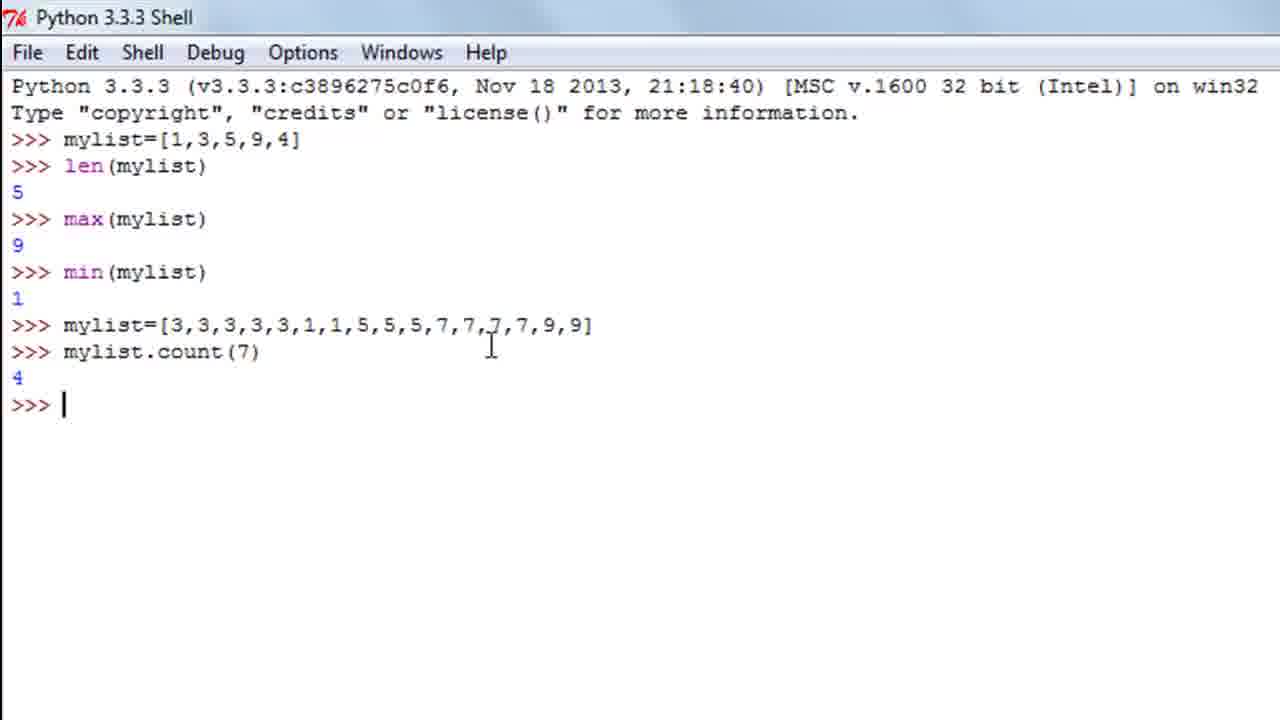 Python 3.3.3 Shell
File Edit Shell Debug Options Windows Help
Python 3.3.3 (v3.3.3:c3896275c0f6, Nov 18 2013, 21:18:40) [MSC v.1600 32 bit (Intel)] on win32
Type "copyright", "credits" or "license()" for more information.
>>> mylist=[1,3,5,9,4]
>>> len(mylist)
5
>>> max(mylist)
9
>>> min(mylist)
1
>>> mylist=[3,3,3,3,3,1,1,5,5,5,7,7,7,7,9,9]
>>> mylist.count(7)
4
>>>